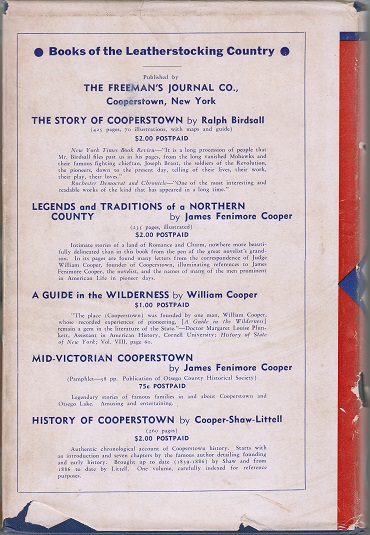 Books of the Leatherstocking Country
Published by
THE FREEMAN'S JOURNAL CO.,
Cooperstown, New York
THE STORY OF COOPERSTOWN by Ralph Birdsall
(425 pages, 70 illustrations, with maps and guide)
$2.00 POSTPAID
New York Times Book Review—"It is a long procession of people that
Mr. Birdsall files past us in his pages, from the long vanished Mohawks and
their famous fighting chieftan, Joseph Brant, the soldiers of the Revolution,
the pioneers, down to the present day, telling of their lives, their work,
their play, their loves."
Rochester Democrat and Chronicle—"One of the most interesting and
readable works of the kind that has appeared in a long time."
LEGENDS and TRADITIONS of a NORTHERN
COUNTY by James Fenimore Cooper
(235 pages, illustrated)
$2.00 POSTPAID
Intimate stories of a land of Romance and Charm, nowhere more beauti-
fully delineated than in this book from the pen of the great novelist's grand-
son. In its pages are found many letters from the correspondence of Judge
William Cooper, founder of Cooperstown, illuminating references to James
Fenimore Cooper, the novelist, and the names of many of the men prominent
in American Life in pioneer days.
A GUIDE in the WILDERNESS by William Cooper
$1.00 POSTPAID
"The place (Cooperstown) was founded by one man, William Cooper,
whose recorded experiences of pioneering, [A Guide in the Wilderness]
remain a gem in the literature of the State."—Doctor Margaret Louise Plun-
kett, Assistant in American History, Cornell University; History of State
of New York; Vol. VIII, page 60.
MID-VICTORIAN COOPERSTOWN
by James Fenimore Cooper
(Pamphlet—58 pp. Publication of Otsego County Historical Society)
75c POSTPAID
Legendary stories of famous families in and about Cooperstown and
Otsego Lake. Amusing and entertaining.
HISTORY OF COOPERSTOWN by Cooper-Shaw-Littell
(260 pages)
$2.00 POSTPAID
Authentic chronological account of Cooperstown history. Starts with
an introduction and seven chapters by the famous author detailing founding
and early history. Brought up to date (1839-1886) by Shaw and from
1886 to date by Littell. One volume, carefully indexed for reference
purposes.